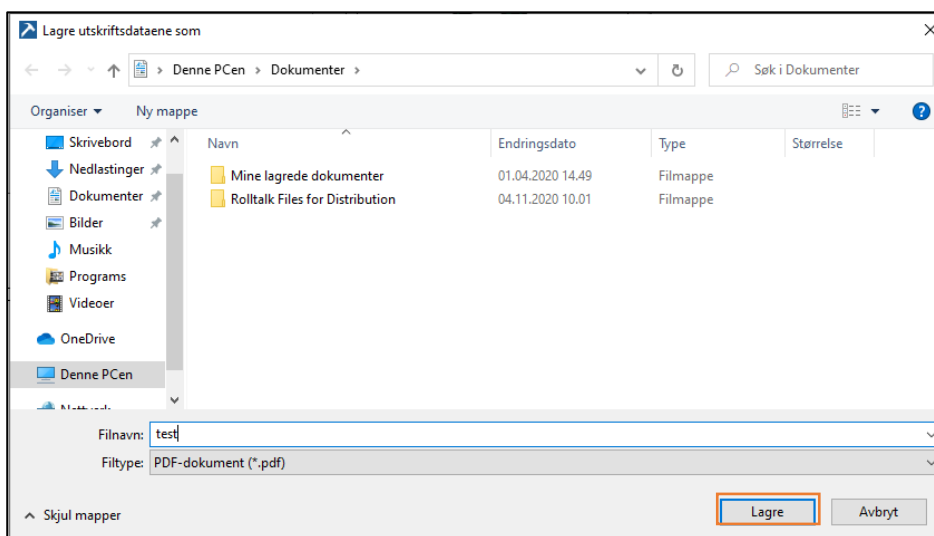 Lagre utskriftsdataene som
Denne PCen > Dokumenter >
Søk i Dokumenter
Organiser
Ny mappe
Navn
Endringsdato
Type
Størrelse
Skrivebord
Nedlastinger
Dokumenter
Bilder
Musikk
Programs
Videoer
OneDrive
Denne PCen
Mine lagrede dokumenter 01.04.2020 14.49 Filmappe
Rolltalk Files for Distribution 04.11.2020 10.01 Filmappe
Filnavn: test
Filtype: PDF-dokument (*.pdf)
Skjul mapper
Lagre
Avbryt